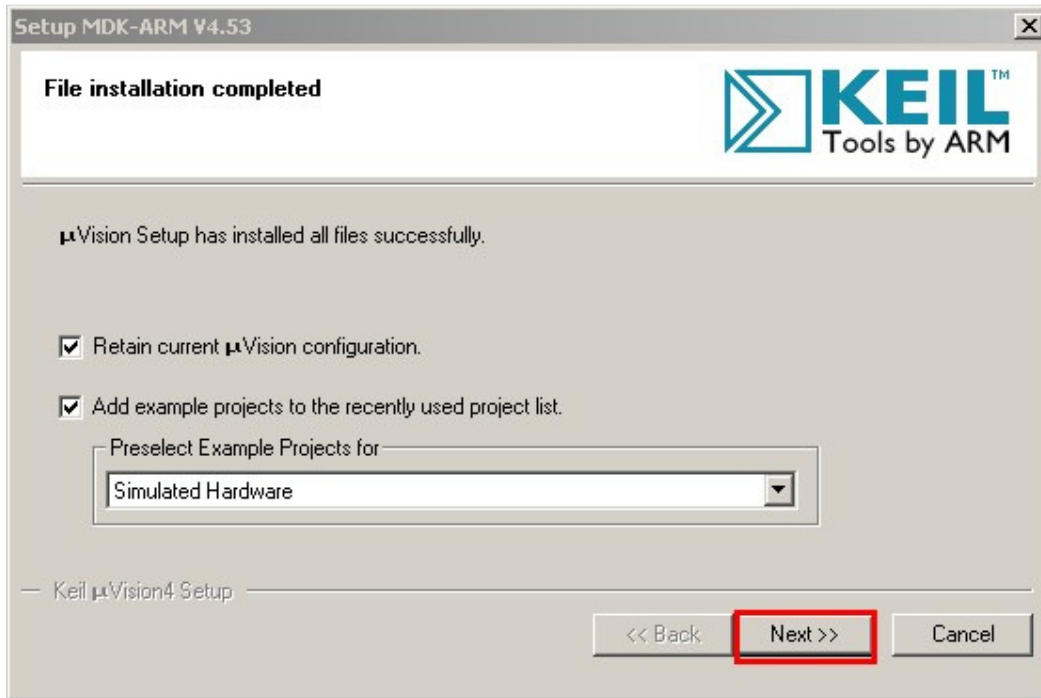 Setup MDK-ARM V4.53
File installation completed
KEIL™
Tools by ARM
µVision Setup has installed all files successfully.
Retain current µVision configuration.
Add example projects to the recently used project list.
Preselect Example Projects for
Simulated Hardware
Keil µVision4 Setup
<< Back Next >> Cancel